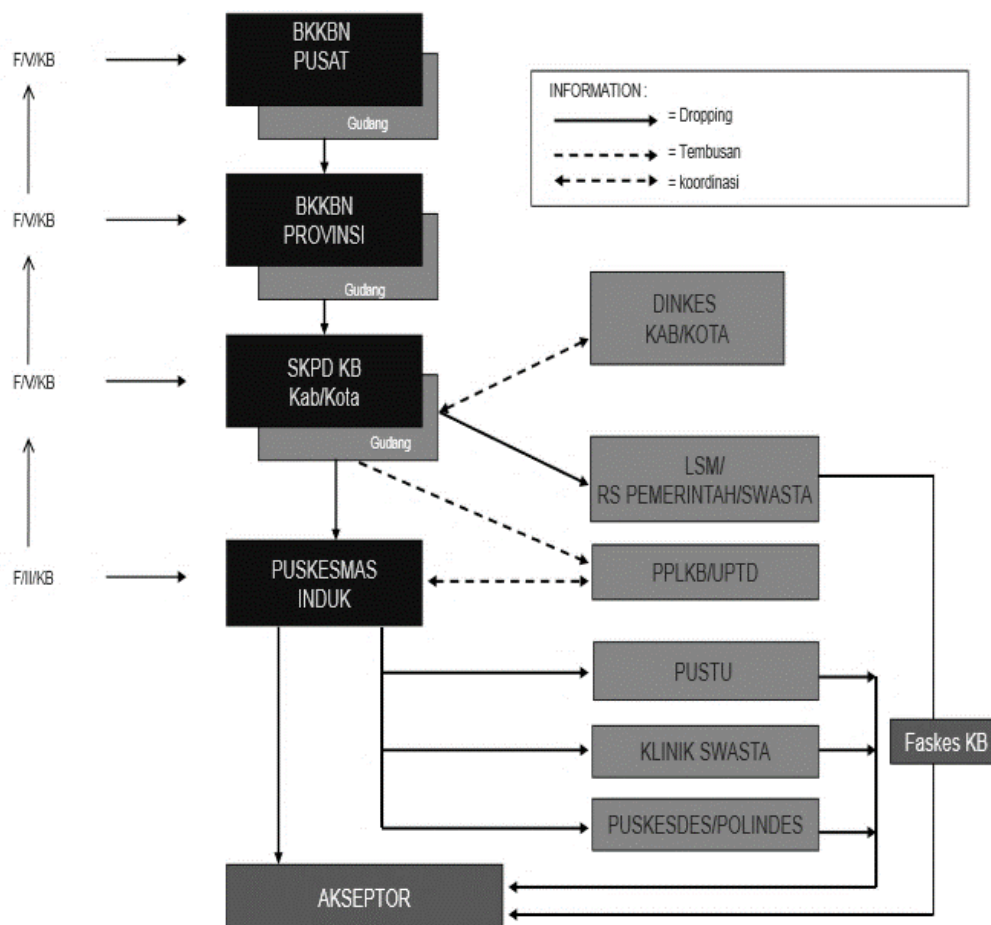 BKKBN
PUSAT
Gudang
F/V/KB
INFORMATION :
= Dropping
= Tembusan
= koordinasi
BKKBN
PROVINSI
Gudang
F/V/KB
DINKES
KAB/KOTA
SKPD KB
Kab/Kota
Gudang
F/V/KB
LSM/
RS PEMERINTAH/SWASTA
F/II/KB
PUSKESMAS
INDUK
PPLKB/UPTD
PUSTU
KLINIK SWASTA
Faskes KB
PUSKESDES/POLINDES
AKSEPTOR